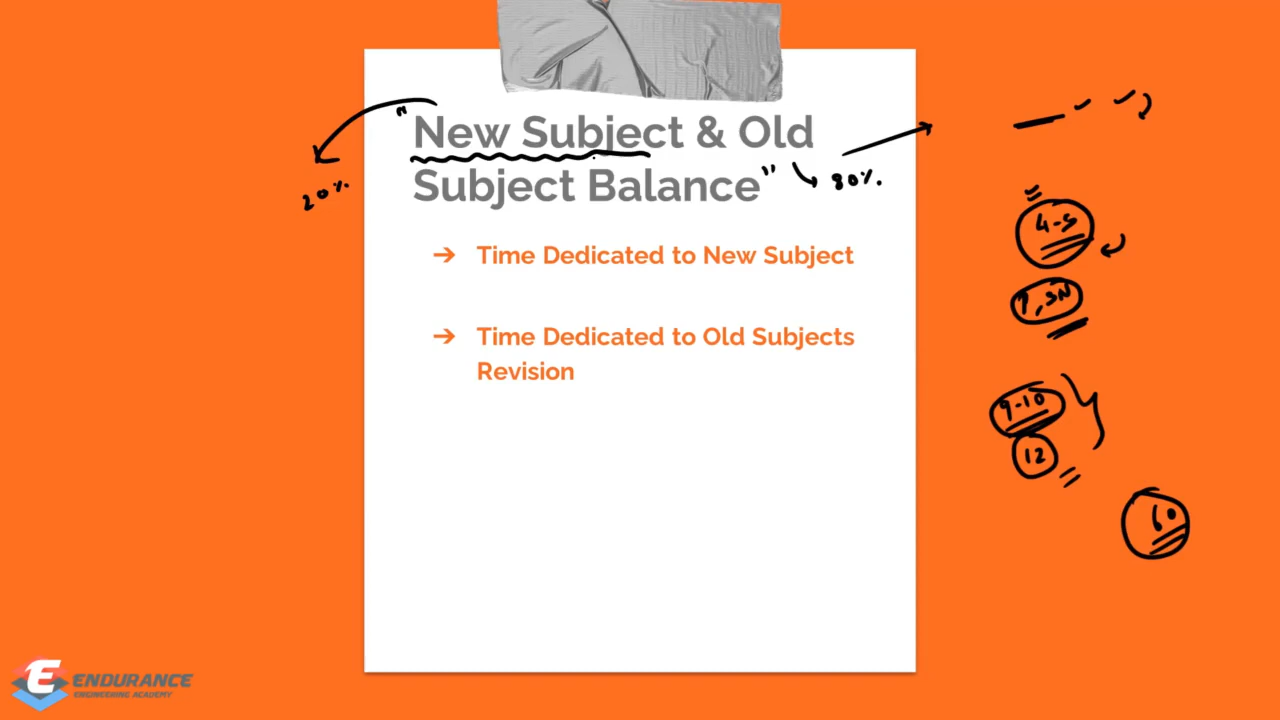 "New Subject & Old
Subject Balance"
20%.
80%.
➔ Time Dedicated to New Subject
➔ Time Dedicated to Old Subjects
Revision
4-5
9-10
12
60
ENDURANCE
ENGINEERING ACADEMY